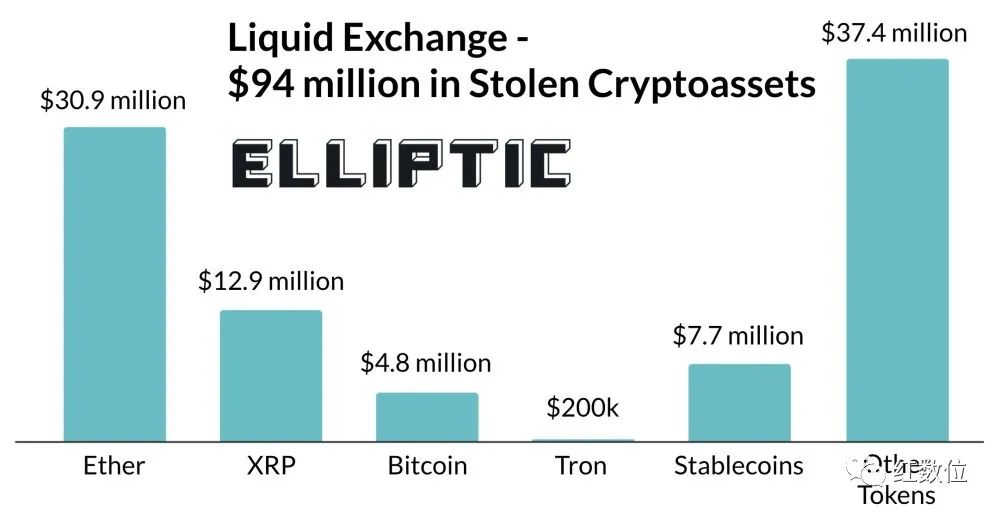 Liquid Exchange -
$94 million in Stolen Cryptoassets
ELLIPTIC
$30.9 million
$12.9 million
$4.8 million
$200k
$7.7 million
$37.4 million
Ether
XRP
Bitcoin
Tron
Stablecoins
Other
Tokens
红数位